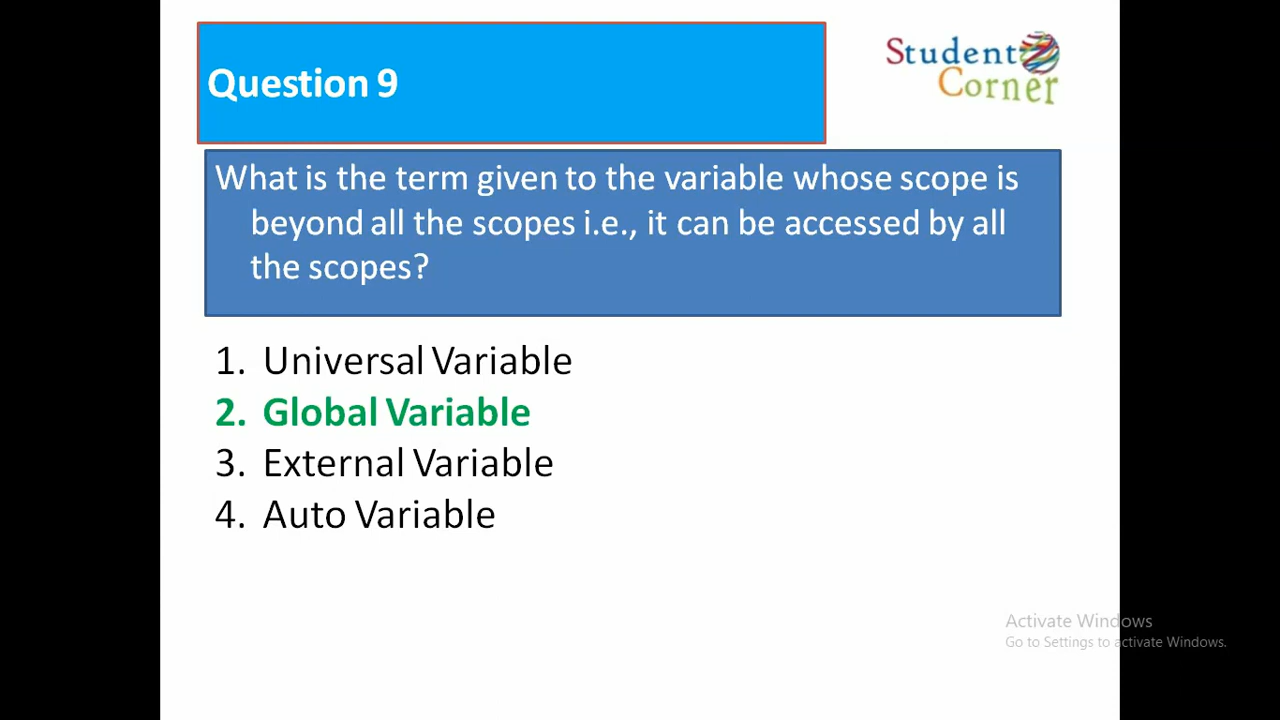 Question 9
Student
Corner
What is the term given to the variable whose scope is
beyond all the scopes i.e., it can be accessed by all
the scopes?
1. Universal Variable
2. Global Variable
3. External Variable
4. Auto Variable
Activate Windows
Go to Settings to activate Windows.